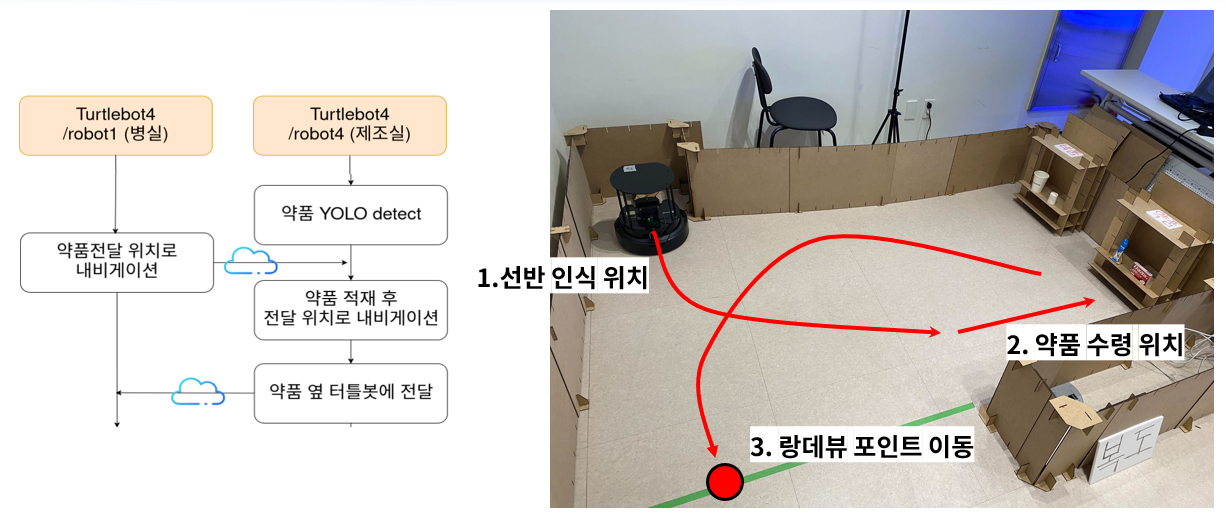 Turtlebot4
/robot1 (병실)
Turtlebot4
/robot4 (제조실)
약품 YOLO detect
약품전달 위치로
내비게이션
약품 적재 후
전달 위치로 내비게이션
약품 옆 터틀봇에 전달
1.선반 인식 위치
2. 약품 수령 위치
3. 랑데뷰 포인트 이동
복도